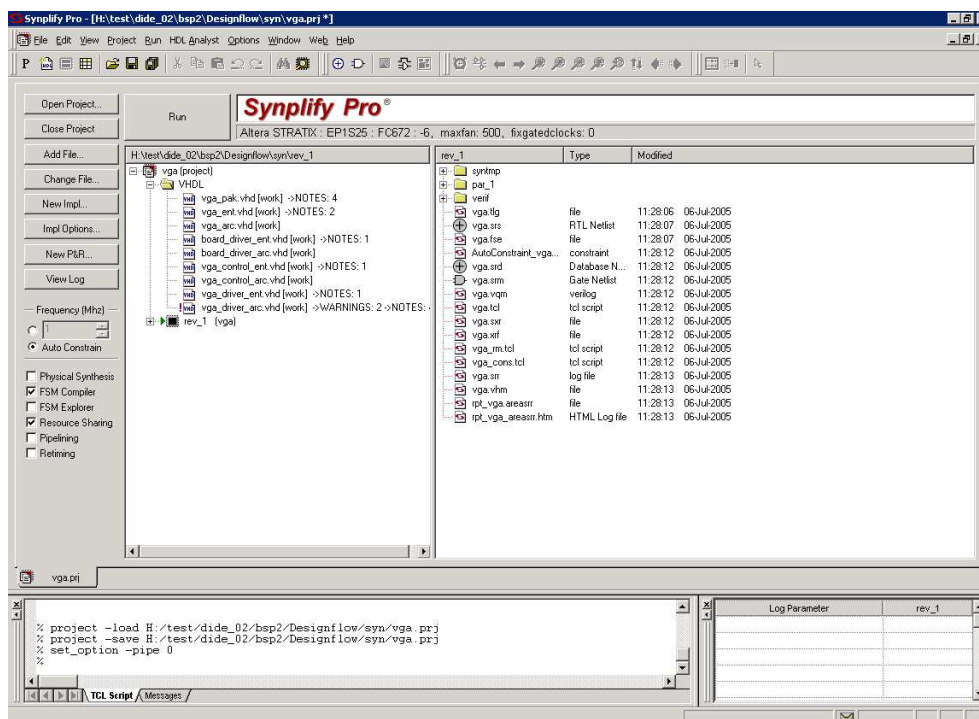 Synplify Pro - [H:\test\dide_02\bsp2\Designflow\syn\vga.prj *]
File Edit View Project Run HDL Analyst Options Window Web Help
P
Open Project...
Close Project
Run
Synplify Pro®
Altera STRATIX : EP1S25 : FC672 : -6, maxfan: 500, fixgatedclocks: 0
Add File...
Change File...
New Impl...
Impl Options...
New P&R...
View Log
Frequency (Mhz)
1
Auto Constrain
Physical Synthesis
FSM Compiler
FSM Explorer
Resource Sharing
Pipelining
Retiming
H:\test\dide_02\bsp2\Designflow\syn\rev_1
vga (project)
VHDL
vga_pak.vhd [work] ->NOTES: 4
vga_ent.vhd [work] ->NOTES: 2
vga_arc.vhd [work]
board_driver_ent.vhd [work] ->NOTES: 1
board_driver_arc.vhd [work]
vga_control_ent.vhd [work] ->NOTES: 1
vga_control_arc.vhd [work]
vga_driver_ent.vhd [work] ->NOTES: 1
vga_driver_arc.vhd [work] ->WARNINGS: 2 ->NOTES:
rev_1 (vga)
rev_1 Type Modified
syntmp
par_1
verif
vga.tlg file 11:28:06 06-Jul-2005
vga.srs RTL Netlist 11:28:07 06-Jul-2005
vga.fse file 11:28:07 06-Jul-2005
AutoConstraint_vga... constraint 11:28:12 06-Jul-2005
vga.srd Database N... 11:28:12 06-Jul-2005
vga.srm Gate Netlist 11:28:12 06-Jul-2005
vga.vqm verilog 11:28:12 06-Jul-2005
vga.tcl tcl script 11:28:12 06-Jul-2005
vga.sxr file 11:28:12 06-Jul-2005
vga.xrf file 11:28:12 06-Jul-2005
vga_rm.tcl tcl script 11:28:12 06-Jul-2005
vga_cons.tcl tcl script 11:28:12 06-Jul-2005
vga.srr log file 11:28:13 06-Jul-2005
vga.vhm file 11:28:13 06-Jul-2005
rpt_vga.areasrr file 11:28:13 06-Jul-2005
rpt_vga_areasrr.htm HTML Log file 11:28:13 06-Jul-2005
vga.prj
% project -load H:/test/dide_02/bsp2/Designflow/syn/vga.prj
% project -save H:/test/dide_02/bsp2/Designflow/syn/vga.prj
% set_option -pipe 0
%
TCL Script Messages
Log Parameter rev_1